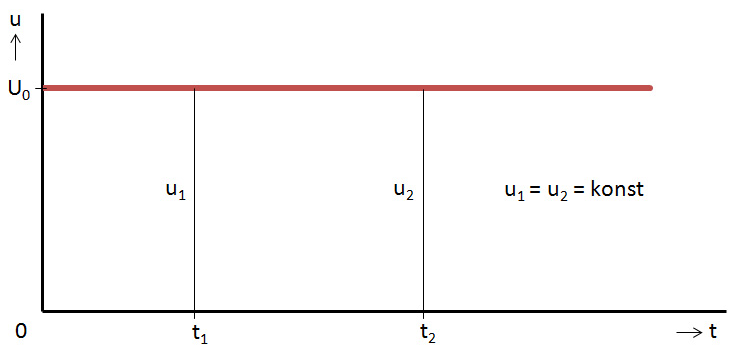 u
U₀
u₁
u₂
u₁ = u₂ = konst
0
t₁
t₂
t